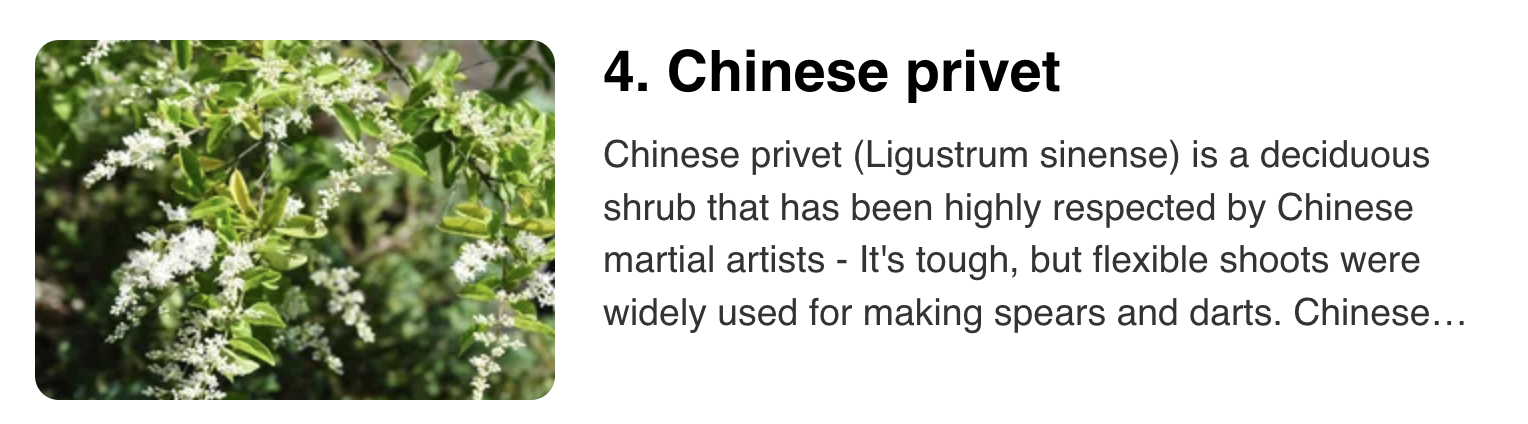 4. Chinese privet
Chinese privet (Ligustrum sinense) is a deciduous
shrub that has been highly respected by Chinese
martial artists - It's tough, but flexible shoots were
widely used for making spears and darts. Chinese…